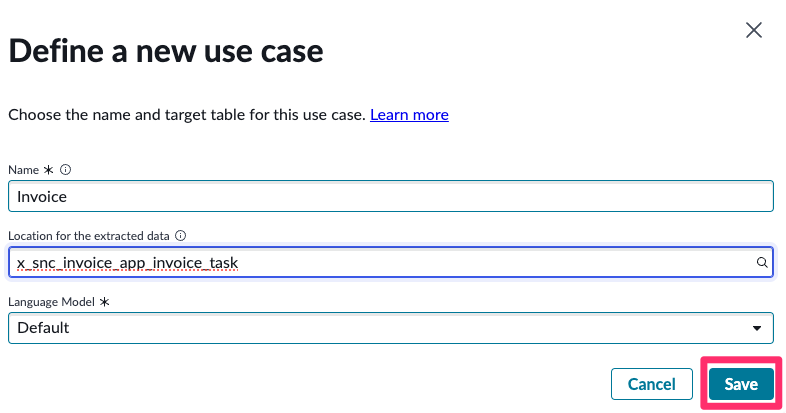 Define a new use case
Choose the name and target table for this use case. Learn more
Name *
Invoice
Location for the extracted data
x_snc_invoice_app_invoice_task
Language Model *
Default
Cancel Save